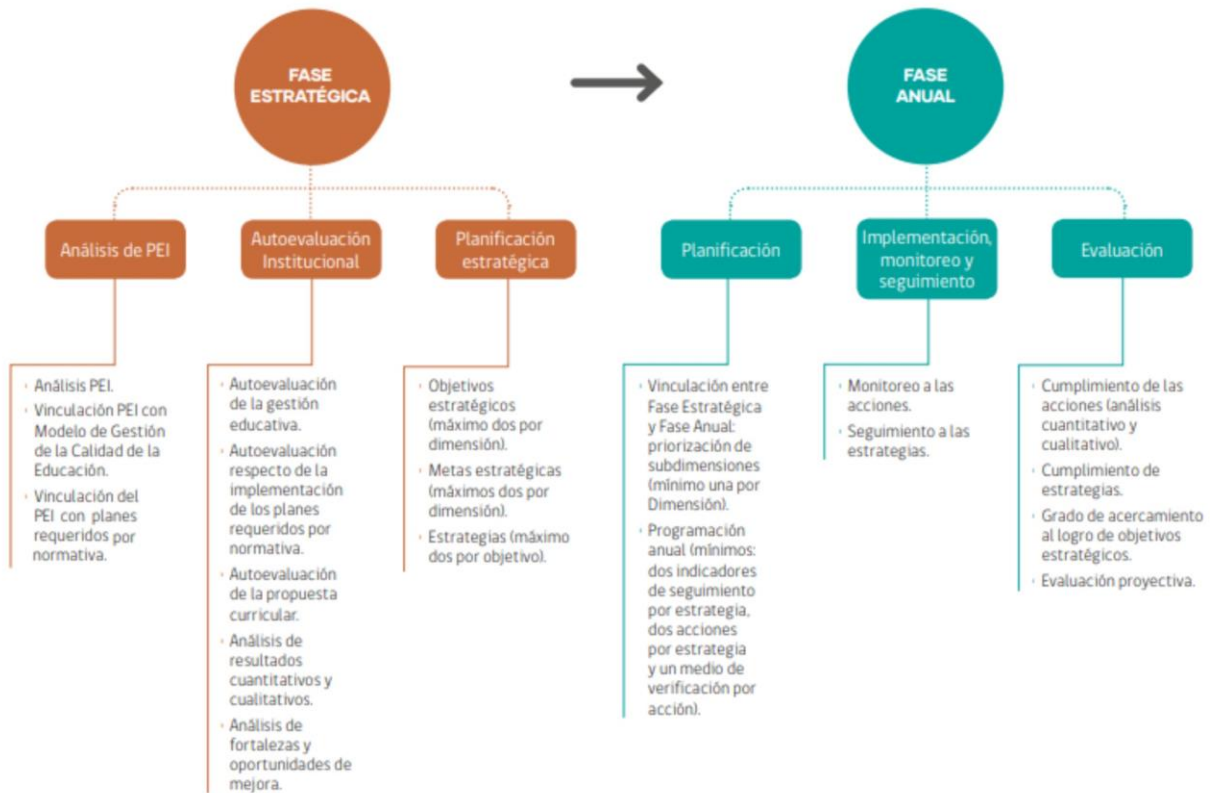 FASE
ESTRATÉGICA
FASE
ANUAL
Análisis de PEI
Autoevaluación
Institucional
Planificación
estratégica
Planificación
Implementación,
monitoreo y
seguimiento
Evaluación
Análisis PEI.
Vinculación PEI con
Modelo de Gestión
de la Calidad de la
Educación.
Vinculación del
PEI con planes
requeridos por
normativa.
Autoevaluación
de la gestión
educativa.
Autoevaluación
respecto de la
implementación
de los planes
requeridos por
normativa.
Autoevaluación
de la propuesta
curricular.
Análisis de
resultados
cuantitativos y
cualitativos.
Análisis de
fortalezas y
oportunidades de
mejora.
Objetivos
estratégicos
(máximo dos por
dimensión).
Metas estratégicas
(máximos dos por
dimensión).
Estrategias (máximo
dos por objetivo).
Vinculación entre
Fase Estratégica
y Fase Anual:
priorización de
subdimensiones
(mínimo una por
Dimensión).
Programación
anual (mínimos:
dos indicadores
de seguimiento
por estrategia,
dos acciones
por estrategia
y un medio de
verificación por
acción).
Monitoreo a las
acciones.
Seguimiento a las
estrategias.
Cumplimiento de las
acciones (análisis
cuantitativo y
cualitativo).
Cumplimiento de
estrategias.
Grado de acercamiento
al logro de objetivos
estratégicos.
Evaluación proyectiva.